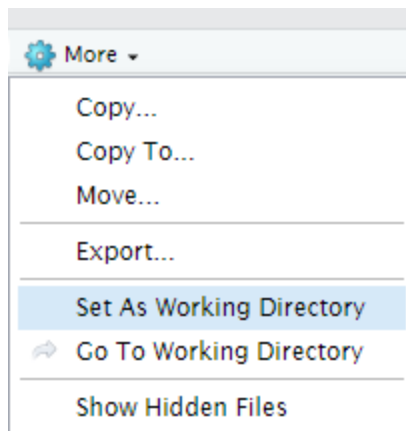 More
Copy...
Copy To...
Move...
Export...
Set As Working Directory
Go To Working Directory
Show Hidden Files